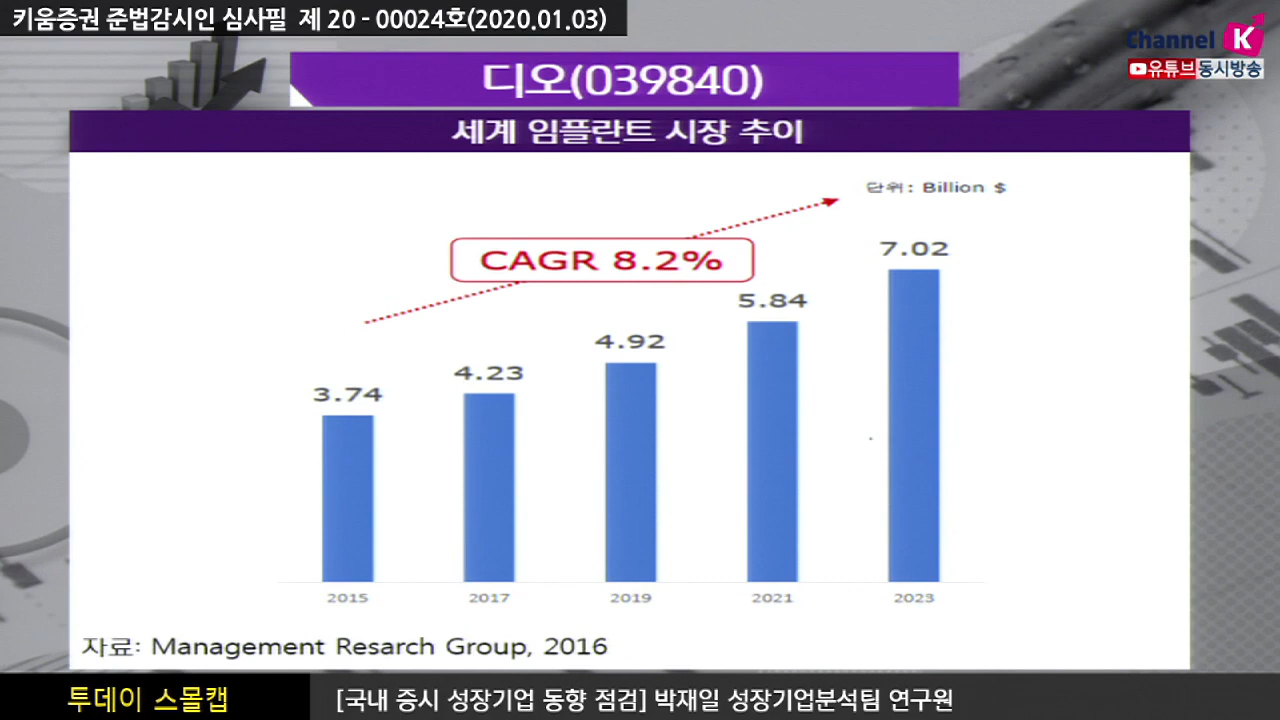 키움증권 준법감시인 심사필 제 20 - 00024호(2020.01.03)
Channel K
유튜브 동시방송
디오(039840)
세계 임플란트 시장 추이
단위: Billion $
CAGR 8.2%
7.02
5.84
4.92
4.23
3.74
2015 2017 2019 2021 2023
자료: Management Resarch Group, 2016
투데이 스몰캡
[국내 증시 성장기업 동향 점검] 박재일 성장기업분석팀 연구원